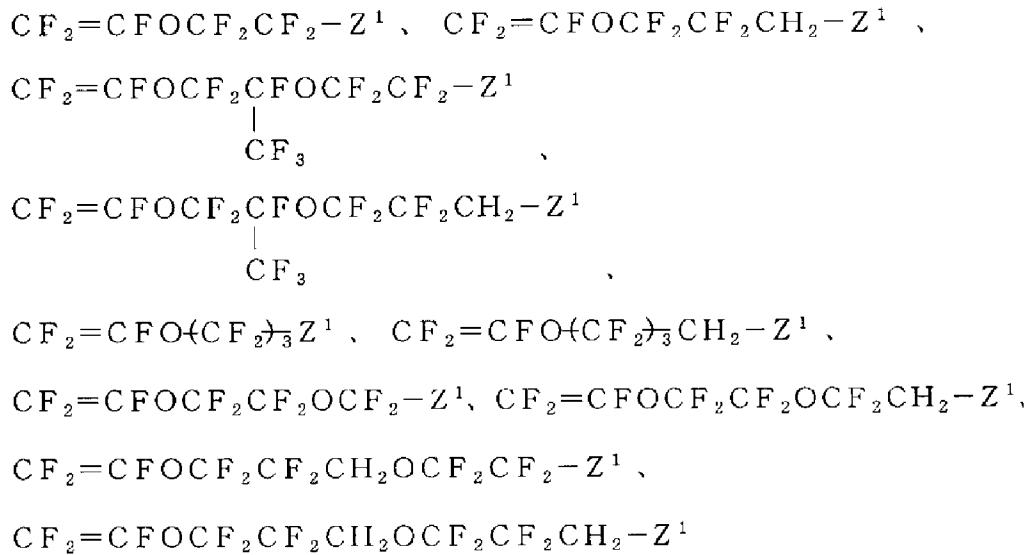 CF₂=CFOCF₂CF₂−Z¹、 CF₂=CFOCF₂CF₂CH₂−Z¹ 、
CF₂=CFOCF₂CFOCF₂CF₂−Z¹
CF₃ 、
CF₂=CFOCF₂CFOCF₂CF₂CH₂−Z¹
CF₃ 、
CF₂=CFO(CF₂)₃Z¹ 、 CF₂=CFO(CF₂)₃CH₂−Z¹ 、
CF₂=CFOCF₂CF₂OCF₂−Z¹、 CF₂=CFOCF₂CF₂OCF₂CH₂−Z¹、
CF₂=CFOCF₂CF₂CH₂OCF₂CF₂−Z¹ 、
CF₂=CFOCF₂CF₂CH₂OCF₂CF₂CH₂−Z¹